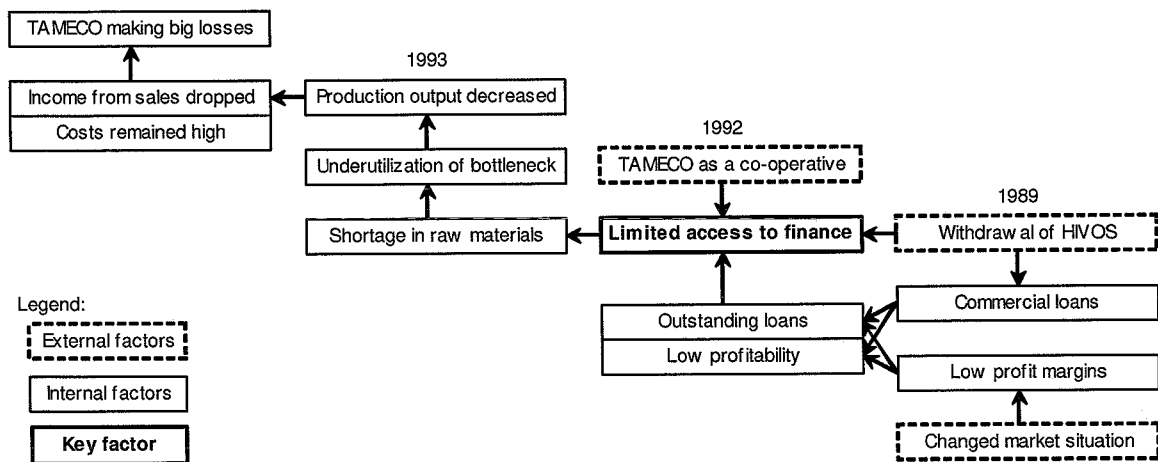 TAMECO making big losses
1993
Income from sales dropped
Production output decreased
Costs remained high
1992
Underutilization of bottleneck
TAMECO as a co-operative
1989
Shortage in raw materials
Limited access to finance
Withdrawal of HIVOS
Legend:
Commercial loans
Outstanding loans
External factors
Low profitability
Low profit margins
Internal factors
Key factor
Changed market situation